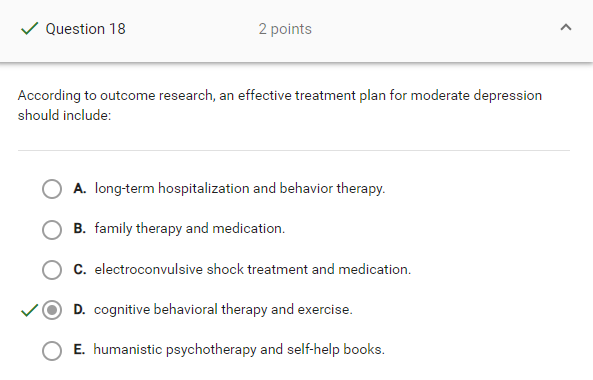 Question 18 2 points
According to outcome research, an effective treatment plan for moderate depression
should include:
A. long-term hospitalization and behavior therapy.
B. family therapy and medication.
C. electroconvulsive shock treatment and medication.
D. cognitive behavioral therapy and exercise.
E. humanistic psychotherapy and self-help books.